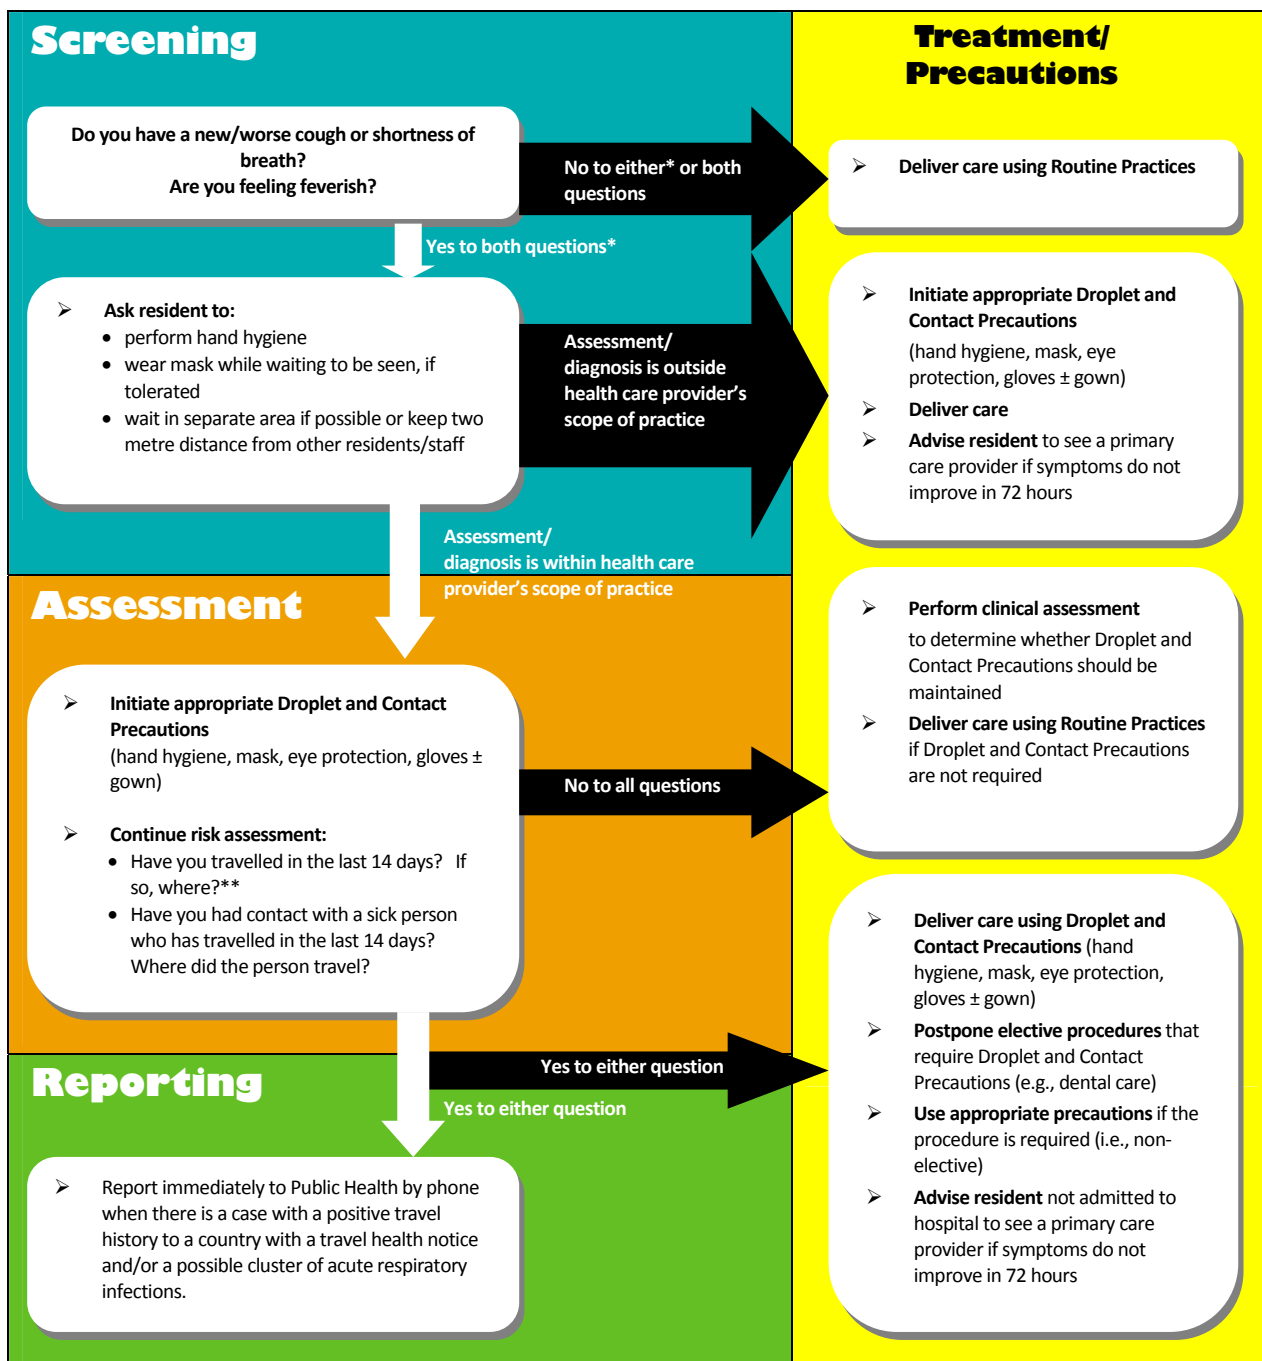 Screening
Do you have a new/worse cough or shortness of
breath?
Are you feeling feverish?
No to either* or both
questions
Yes to both questions*
➢ Ask resident to:
• perform hand hygiene
• wear mask while waiting to be seen, if
tolerated
• wait in separate area if possible or keep two
metre distance from other residents/staff
Assessment/
diagnosis is outside
health care provider’s
scope of practice
Assessment/
diagnosis is within health care
provider’s scope of practice
Assessment
➢ Initiate appropriate Droplet and Contact
Precautions
(hand hygiene, mask, eye protection, gloves ±
gown)
➢ Continue risk assessment:
• Have you travelled in the last 14 days? If
so, where?**
• Have you had contact with a sick person
who has travelled in the last 14 days?
Where did the person travel?
No to all questions
Yes to either question
Reporting
Yes to either question
➢ Report immediately to Public Health by phone
when there is a case with a positive travel
history to a country with a travel health notice
and/or a possible cluster of acute respiratory
infections.
Treatment/
Precautions
➢ Deliver care using Routine Practices
➢ Initiate appropriate Droplet and
Contact Precautions
(hand hygiene, mask, eye
protection, gloves ± gown)
➢ Deliver care
➢ Advise resident to see a primary
care provider if symptoms do not
improve in 72 hours
➢ Perform clinical assessment
to determine whether Droplet and
Contact Precautions should be
maintained
➢ Deliver care using Routine Practices
if Droplet and Contact Precautions
are not required
➢ Deliver care using Droplet and
Contact Precautions (hand
hygiene, mask, eye protection,
gloves ± gown)
➢ Postpone elective procedures that
require Droplet and Contact
Precautions (e.g., dental care)
➢ Use appropriate precautions if the
procedure is required (i.e., non-
elective)
➢ Advise resident not admitted to
hospital to see a primary care
provider if symptoms do not
improve in 72 hours